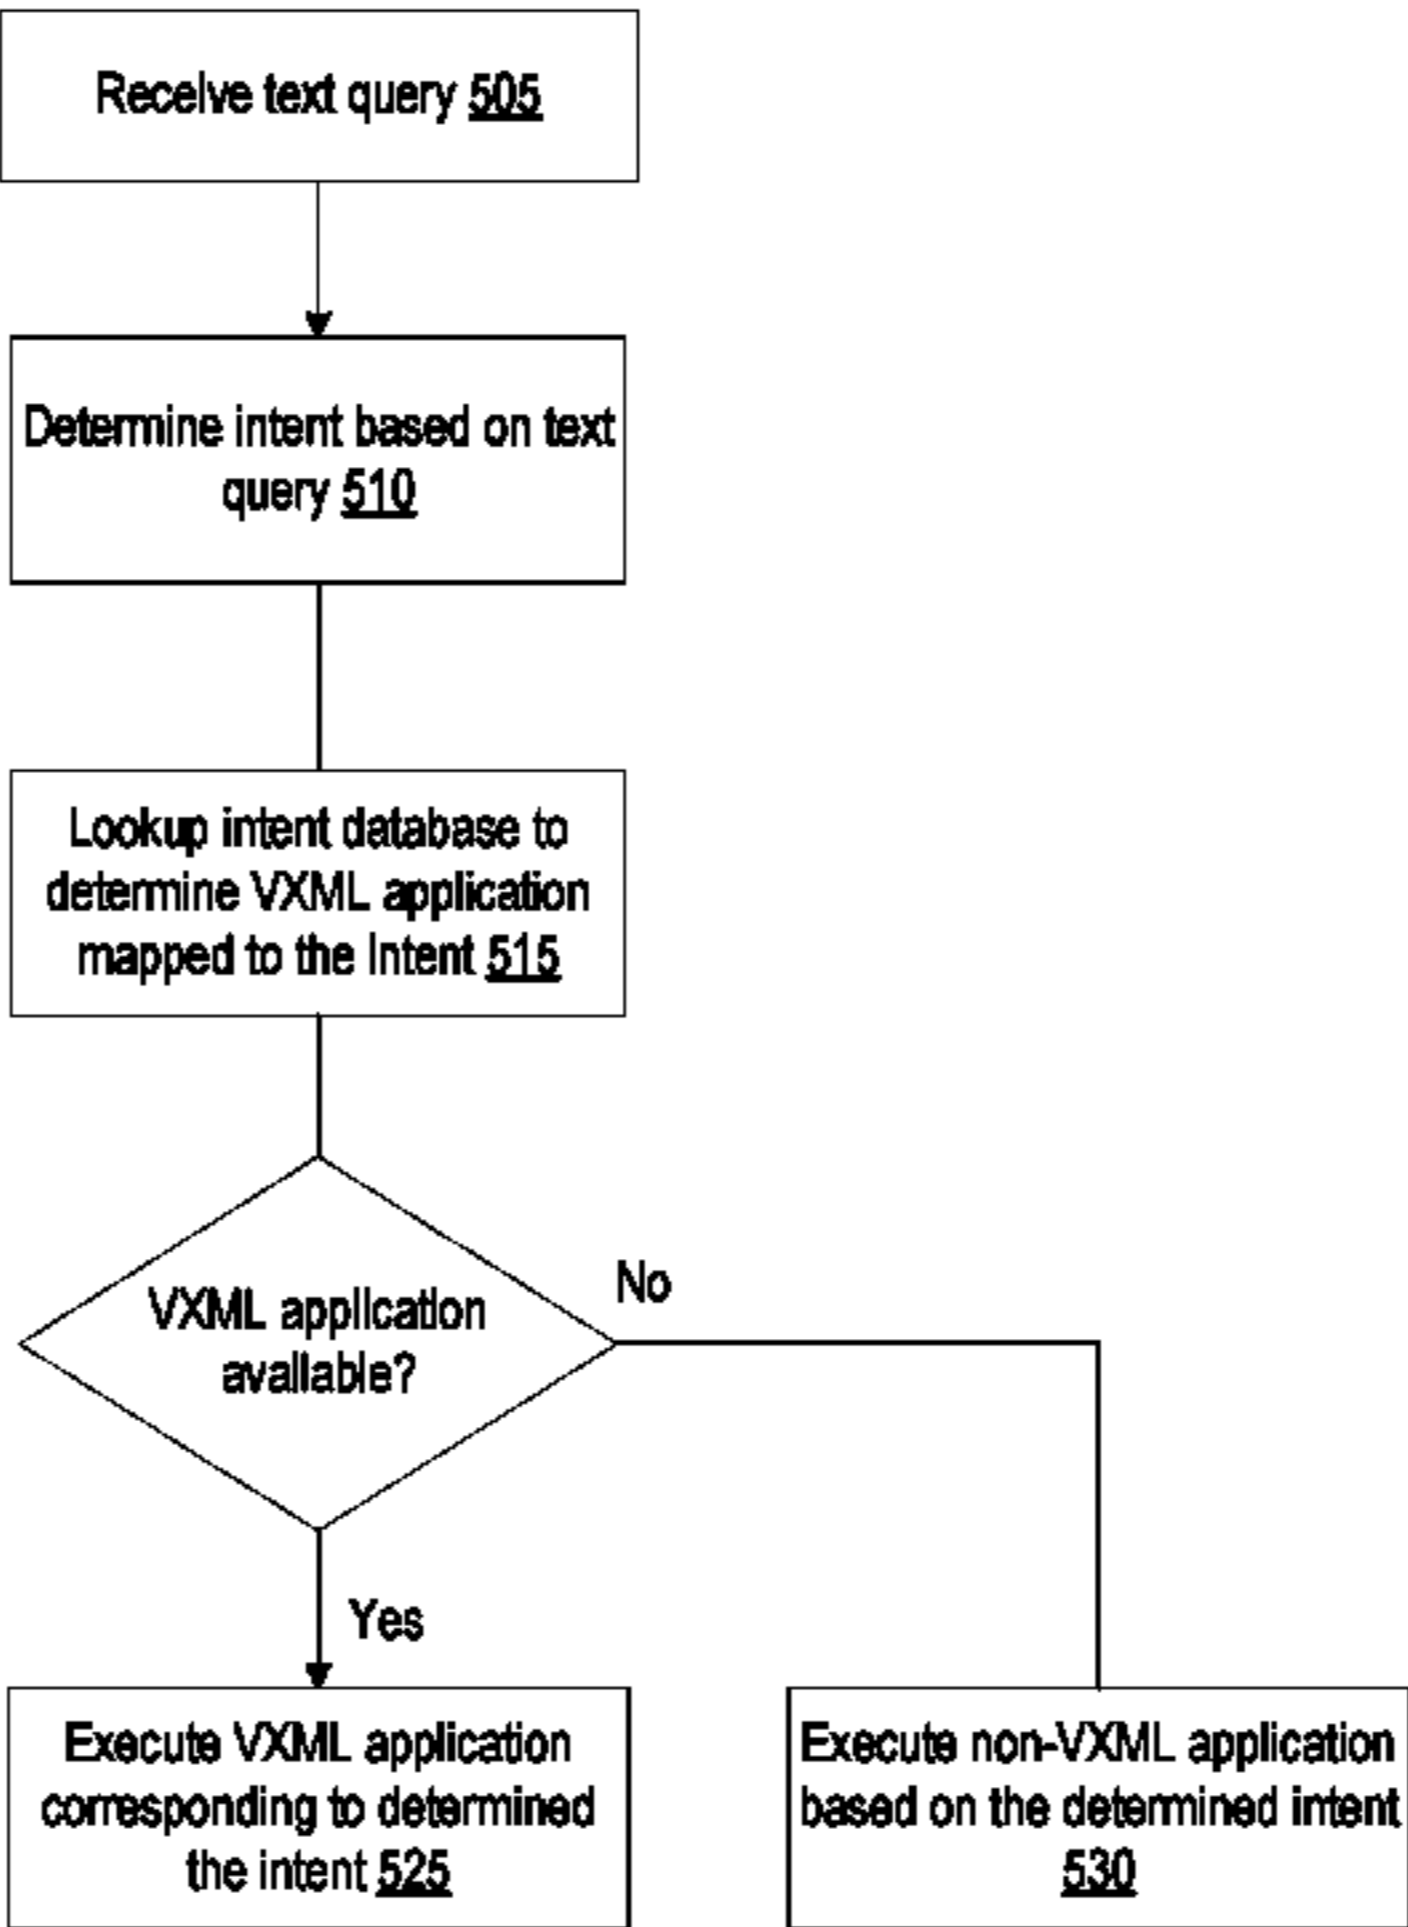 Receive text query 505
Determine intent based on text
query 510
Lookup intent database to
determine VXML application
mapped to the Intent 515
VXML application
available?
No
Yes
Execute VXML application
corresponding to determined
the intent 525
Execute non-VXML application
based on the determined intent
530